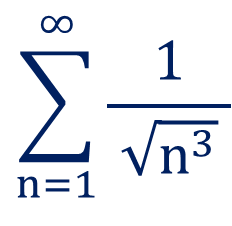 ∑_{n=1}^{∞} 1/√(n³)